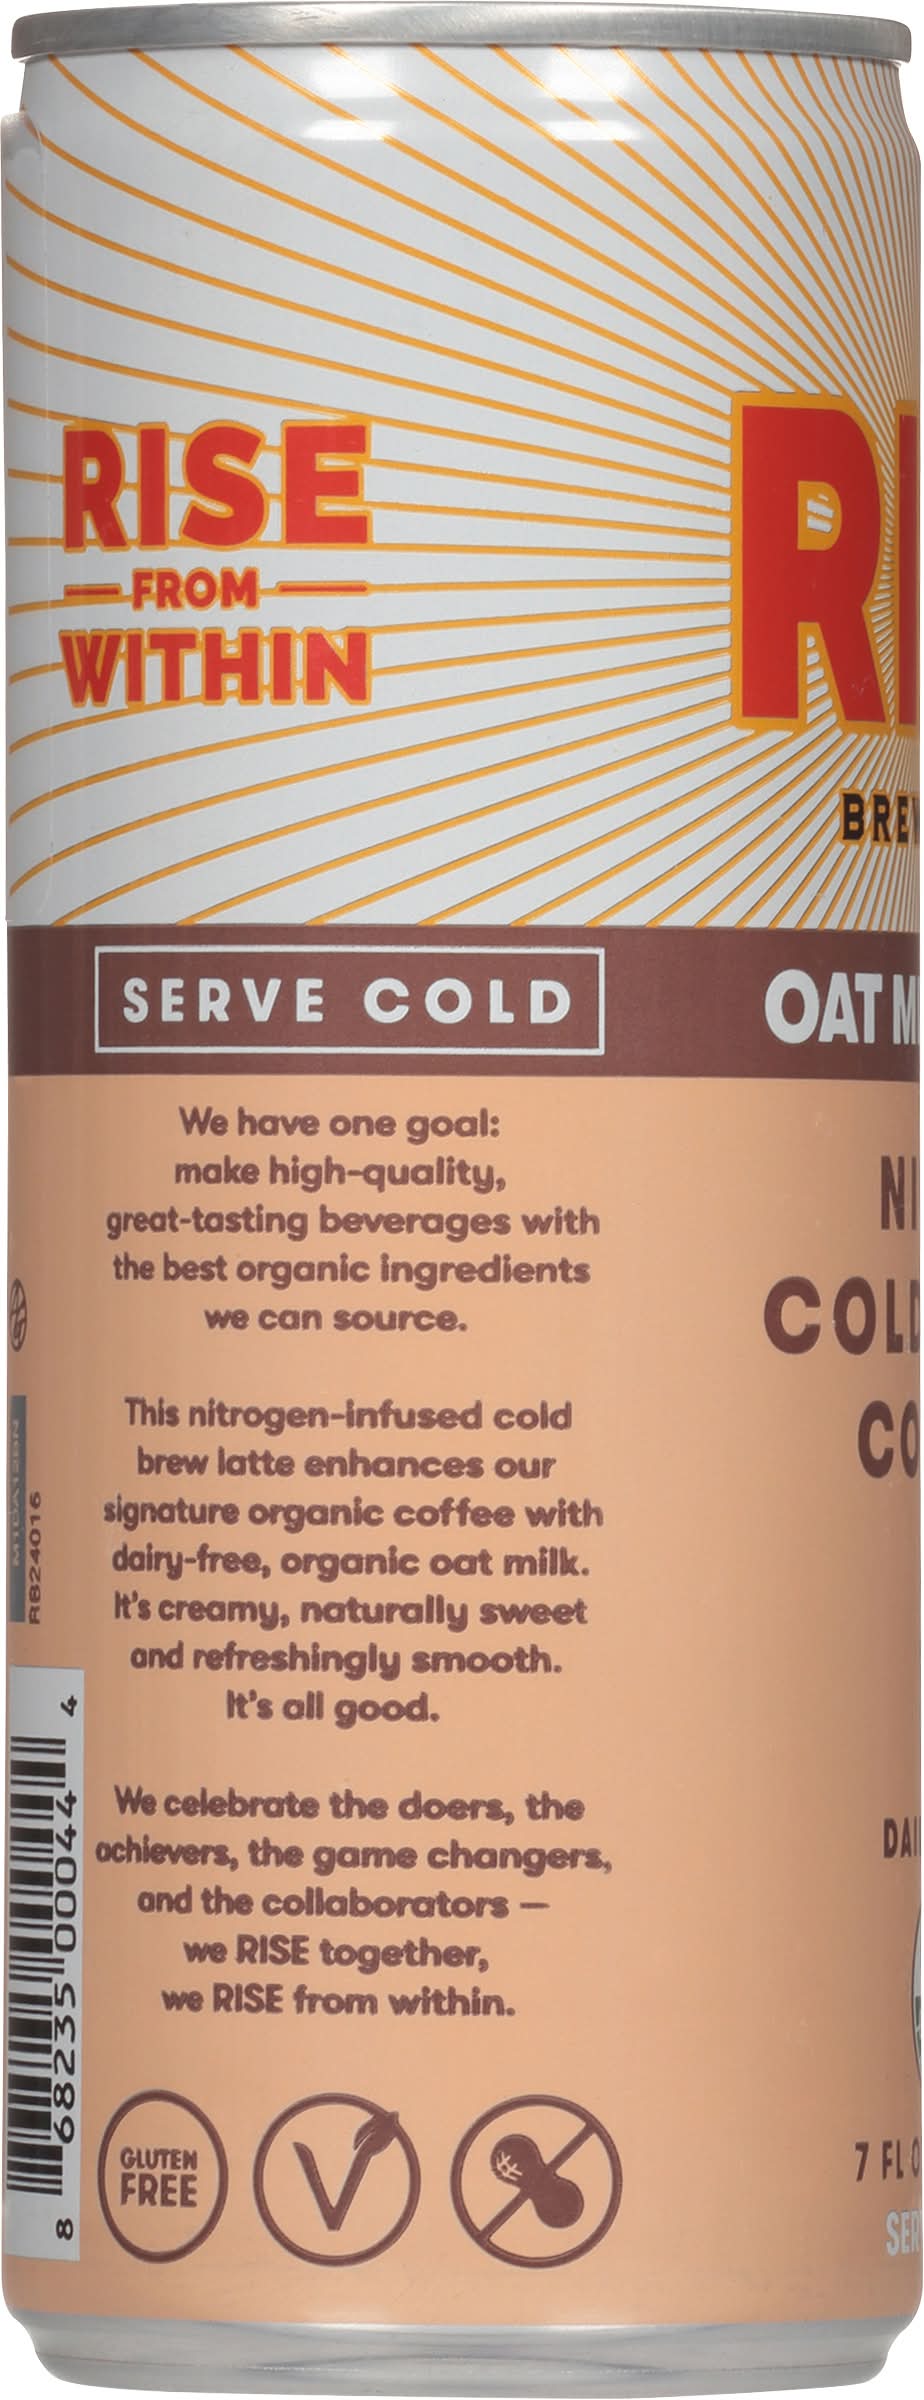 RISE
FROM
WITHIN
SERVE COLD
We have one goal:
make high-quality,
great-tasting beverages with
the best organic ingredients
we can source.
This nitrogen-infused cold
brew latte enhances our
signature organic coffee with
dairy-free, organic oat milk.
It's creamy, naturally sweet
and refreshingly smooth.
It's all good.
We celebrate the doers, the
achievers, the game changers,
and the collaborators —
we RISE together,
we RISE from within.
GLUTEN
FREE
V
RB24016
8 68235 00044 4
OAT
7 FL